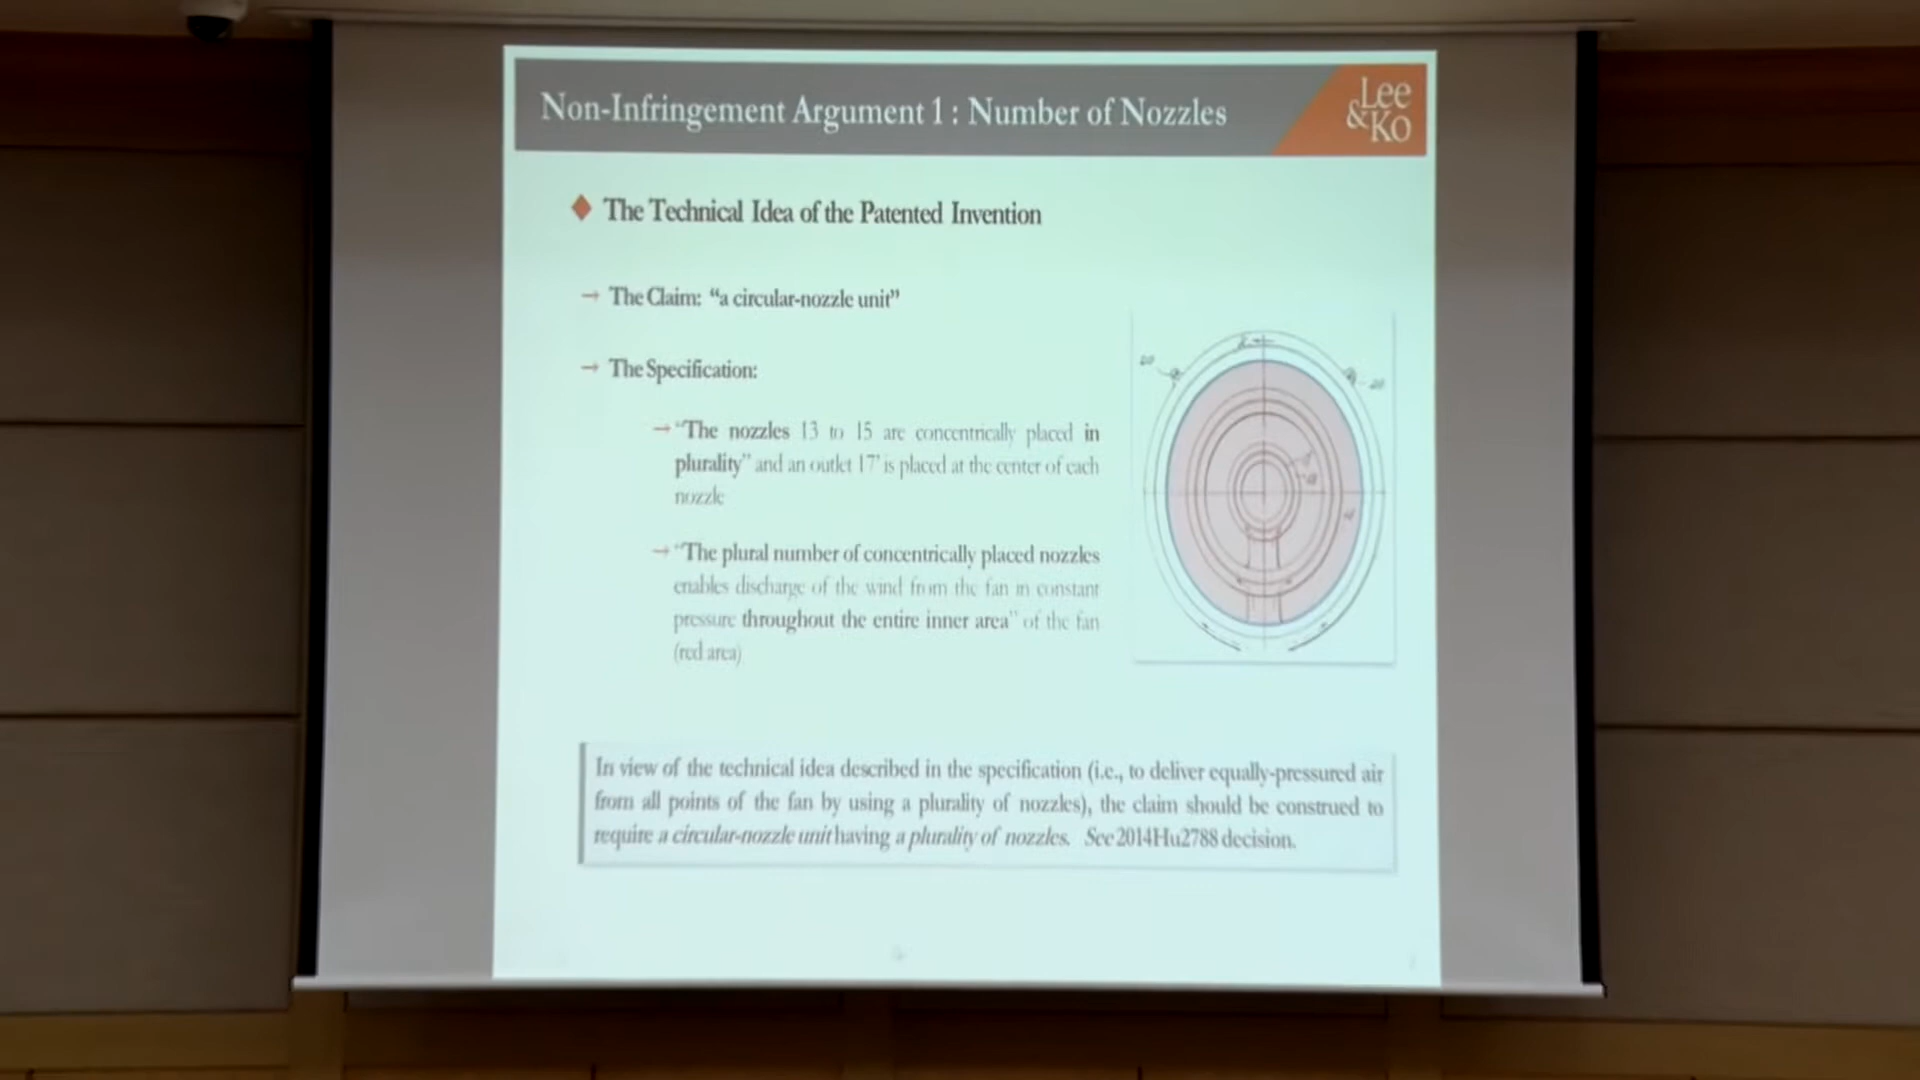 Non-Infringement Argument 1 : Number of Nozzles
Lee
&KO
The Technical Idea of the Patented Invention
→ The Claim: “a circular-nozzle unit”
→ The Specification:
→ “The nozzles 13 to 15 are concentrically placed in
plurality” and an outlet 17' is placed at the center of each
nozzle
→ “The plural number of concentrically placed nozzles
enables discharge of the wind from the fan in constant
pressure throughout the entire inner area” of the fan
(red area)
In view of the technical idea described in the specification (i.e., to deliver equally-pressured air
from all points of the fan by using a plurality of nozzles), the claim should be construed to
require a circular-nozzle unit having a plurality of nozzles. See 2014Hu2788 decision.